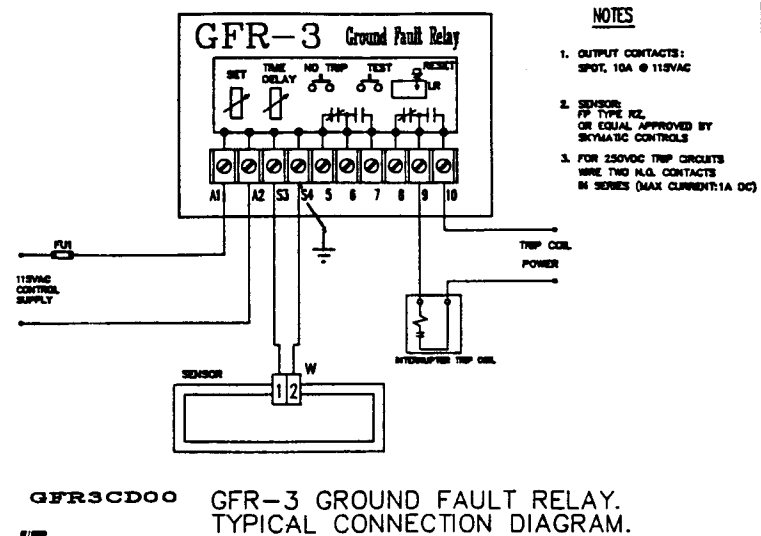 GFR-3 Ground Fault Relay
SET
TIME DELAY
NO TRIP
TEST
RESET
LR
A1 A2 S3 S4 5 6 7 8 9 10
FU1
115VAC
CONTROL
SUPPLY
TRIP COIL
POWER
INTERRUPTER TRIP COIL
SENSOR
W
1 2
NOTES
1. OUTPUT CONTACTS:
SPDT, 10A @ 115VAC
2. SENSOR:
FP TYPE RZ,
OR EQUAL APPROVED BY
SKYMATIC CONTROLS
3. FOR 250VDC TRIP CIRCUITS
WIRE TWO N.O. CONTACTS
IN SERIES (MAX CURRENT:1A DC)
GFR3CD00
GFR-3 GROUND FAULT RELAY.
TYPICAL CONNECTION DIAGRAM.